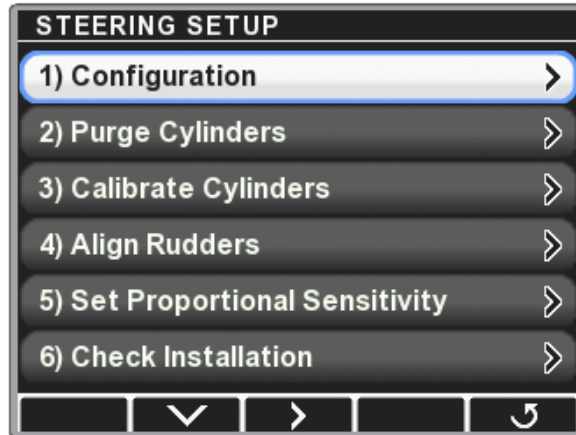 STEERING SETUP
1) Configuration
2) Purge Cylinders
3) Calibrate Cylinders
4) Align Rudders
5) Set Proportional Sensitivity
6) Check Installation